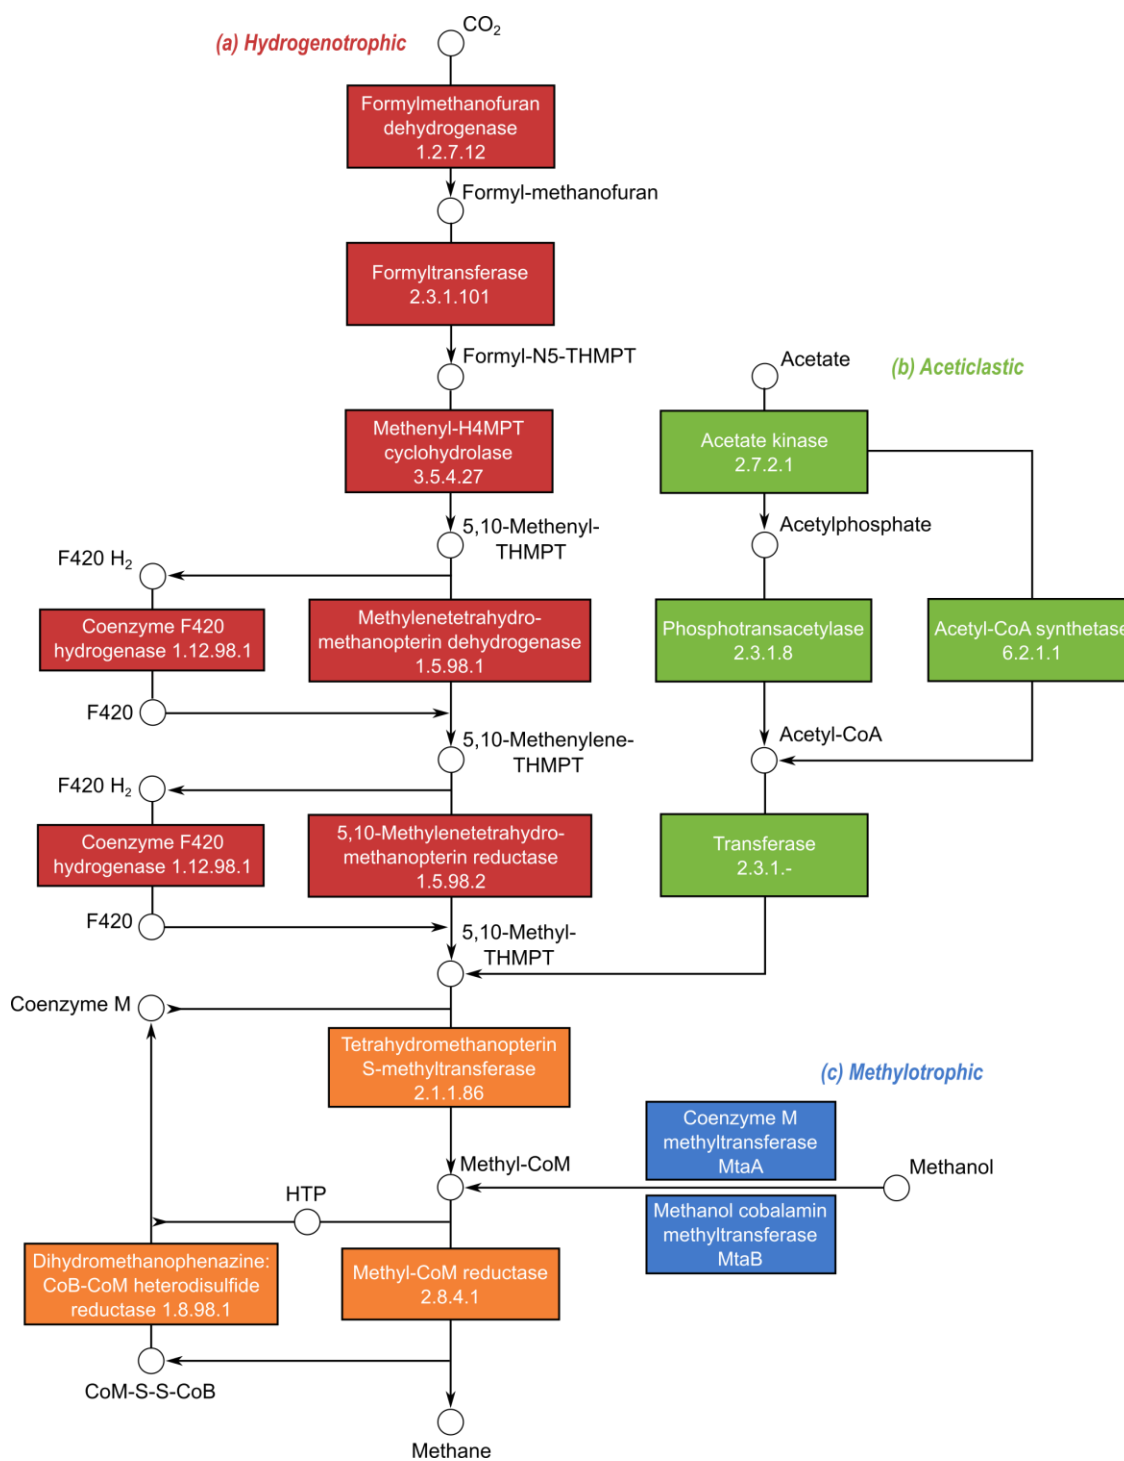 CO2
(a) Hydrogenotrophic
Formylmethanofuran
dehydrogenase
1.2.7.12
Formyl-methanofuran
Formyltransferase
2.3.1.101
Formyl-N5-THMPT
Acetate
(b) Aceticlastic
Methenyl-H4MPT
cyclohydrolase
3.5.4.27
Acetate kinase
2.7.2.1
5,10-Methenyl-
THMPT
Acetylphosphate
F420 H2
Coenzyme F420
hydrogenase 1.12.98.1
Methylenetetrahydro-
methanopterin dehydrogenase
1.5.98.1
Phosphotransacetylase
2.3.1.8
Acetyl-CoA synthetase
6.2.1.1
F420
5,10-Methenylene-
THMPT
Acetyl-CoA
F420 H2
Coenzyme F420
hydrogenase 1.12.98.1
5,10-Methylenetetrahydro-
methanopterin reductase
1.5.98.2
Transferase
2.3.1.-
F420
5,10-Methyl-
THMPT
Coenzyme M
Tetrahydromethanopterin
S-methyltransferase
2.1.1.86
(c) Methylotrophic
Coenzyme M
methyltransferase
MtaA
Methyl-CoM
Methanol
HTP
Methanol cobalamin
methyltransferase
MtaB
Dihydromethanophenazine:
CoB-CoM heterodisulfide
reductase 1.8.98.1
Methyl-CoM reductase
2.8.4.1
CoM-S-S-CoB
Methane